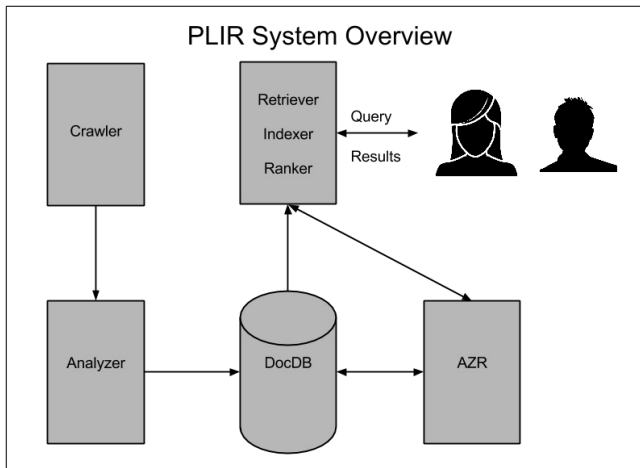 PLIR System Overview
Crawler
Retriever
Indexer
Ranker
Query
Results
Analyzer
DocDB
AZR